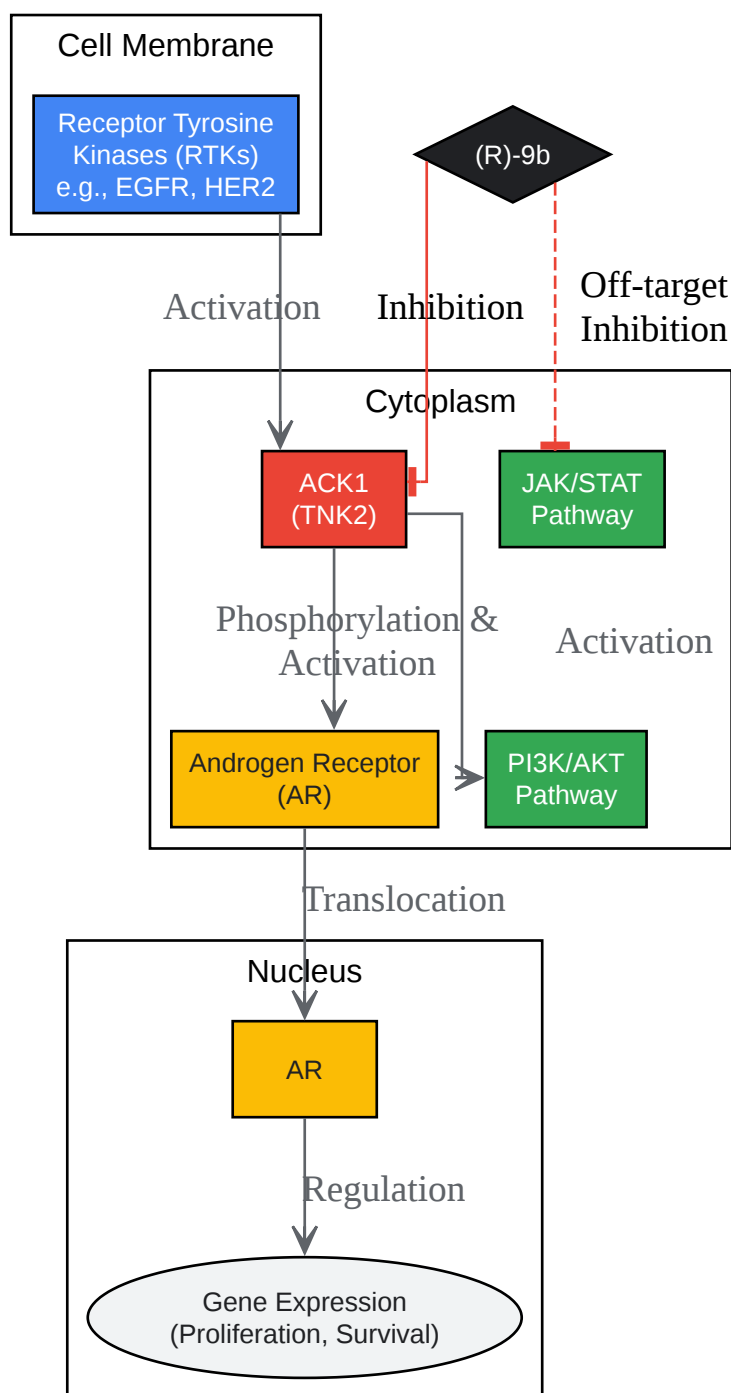 Cell Membrane
Receptor Tyrosine
Kinases (RTKs)
e.g., EGFR, HER2
(R)-9b
Activation
Inhibition
Off-target
Inhibition
Cytoplasm
ACK1
(TNK2)
JAK/STAT
Pathway
Phosphorylation &
Activation
Activation
Androgen Receptor
(AR)
PI3K/AKT
Pathway
Translocation
Nucleus
AR
Regulation
Gene Expression
(Proliferation, Survival)